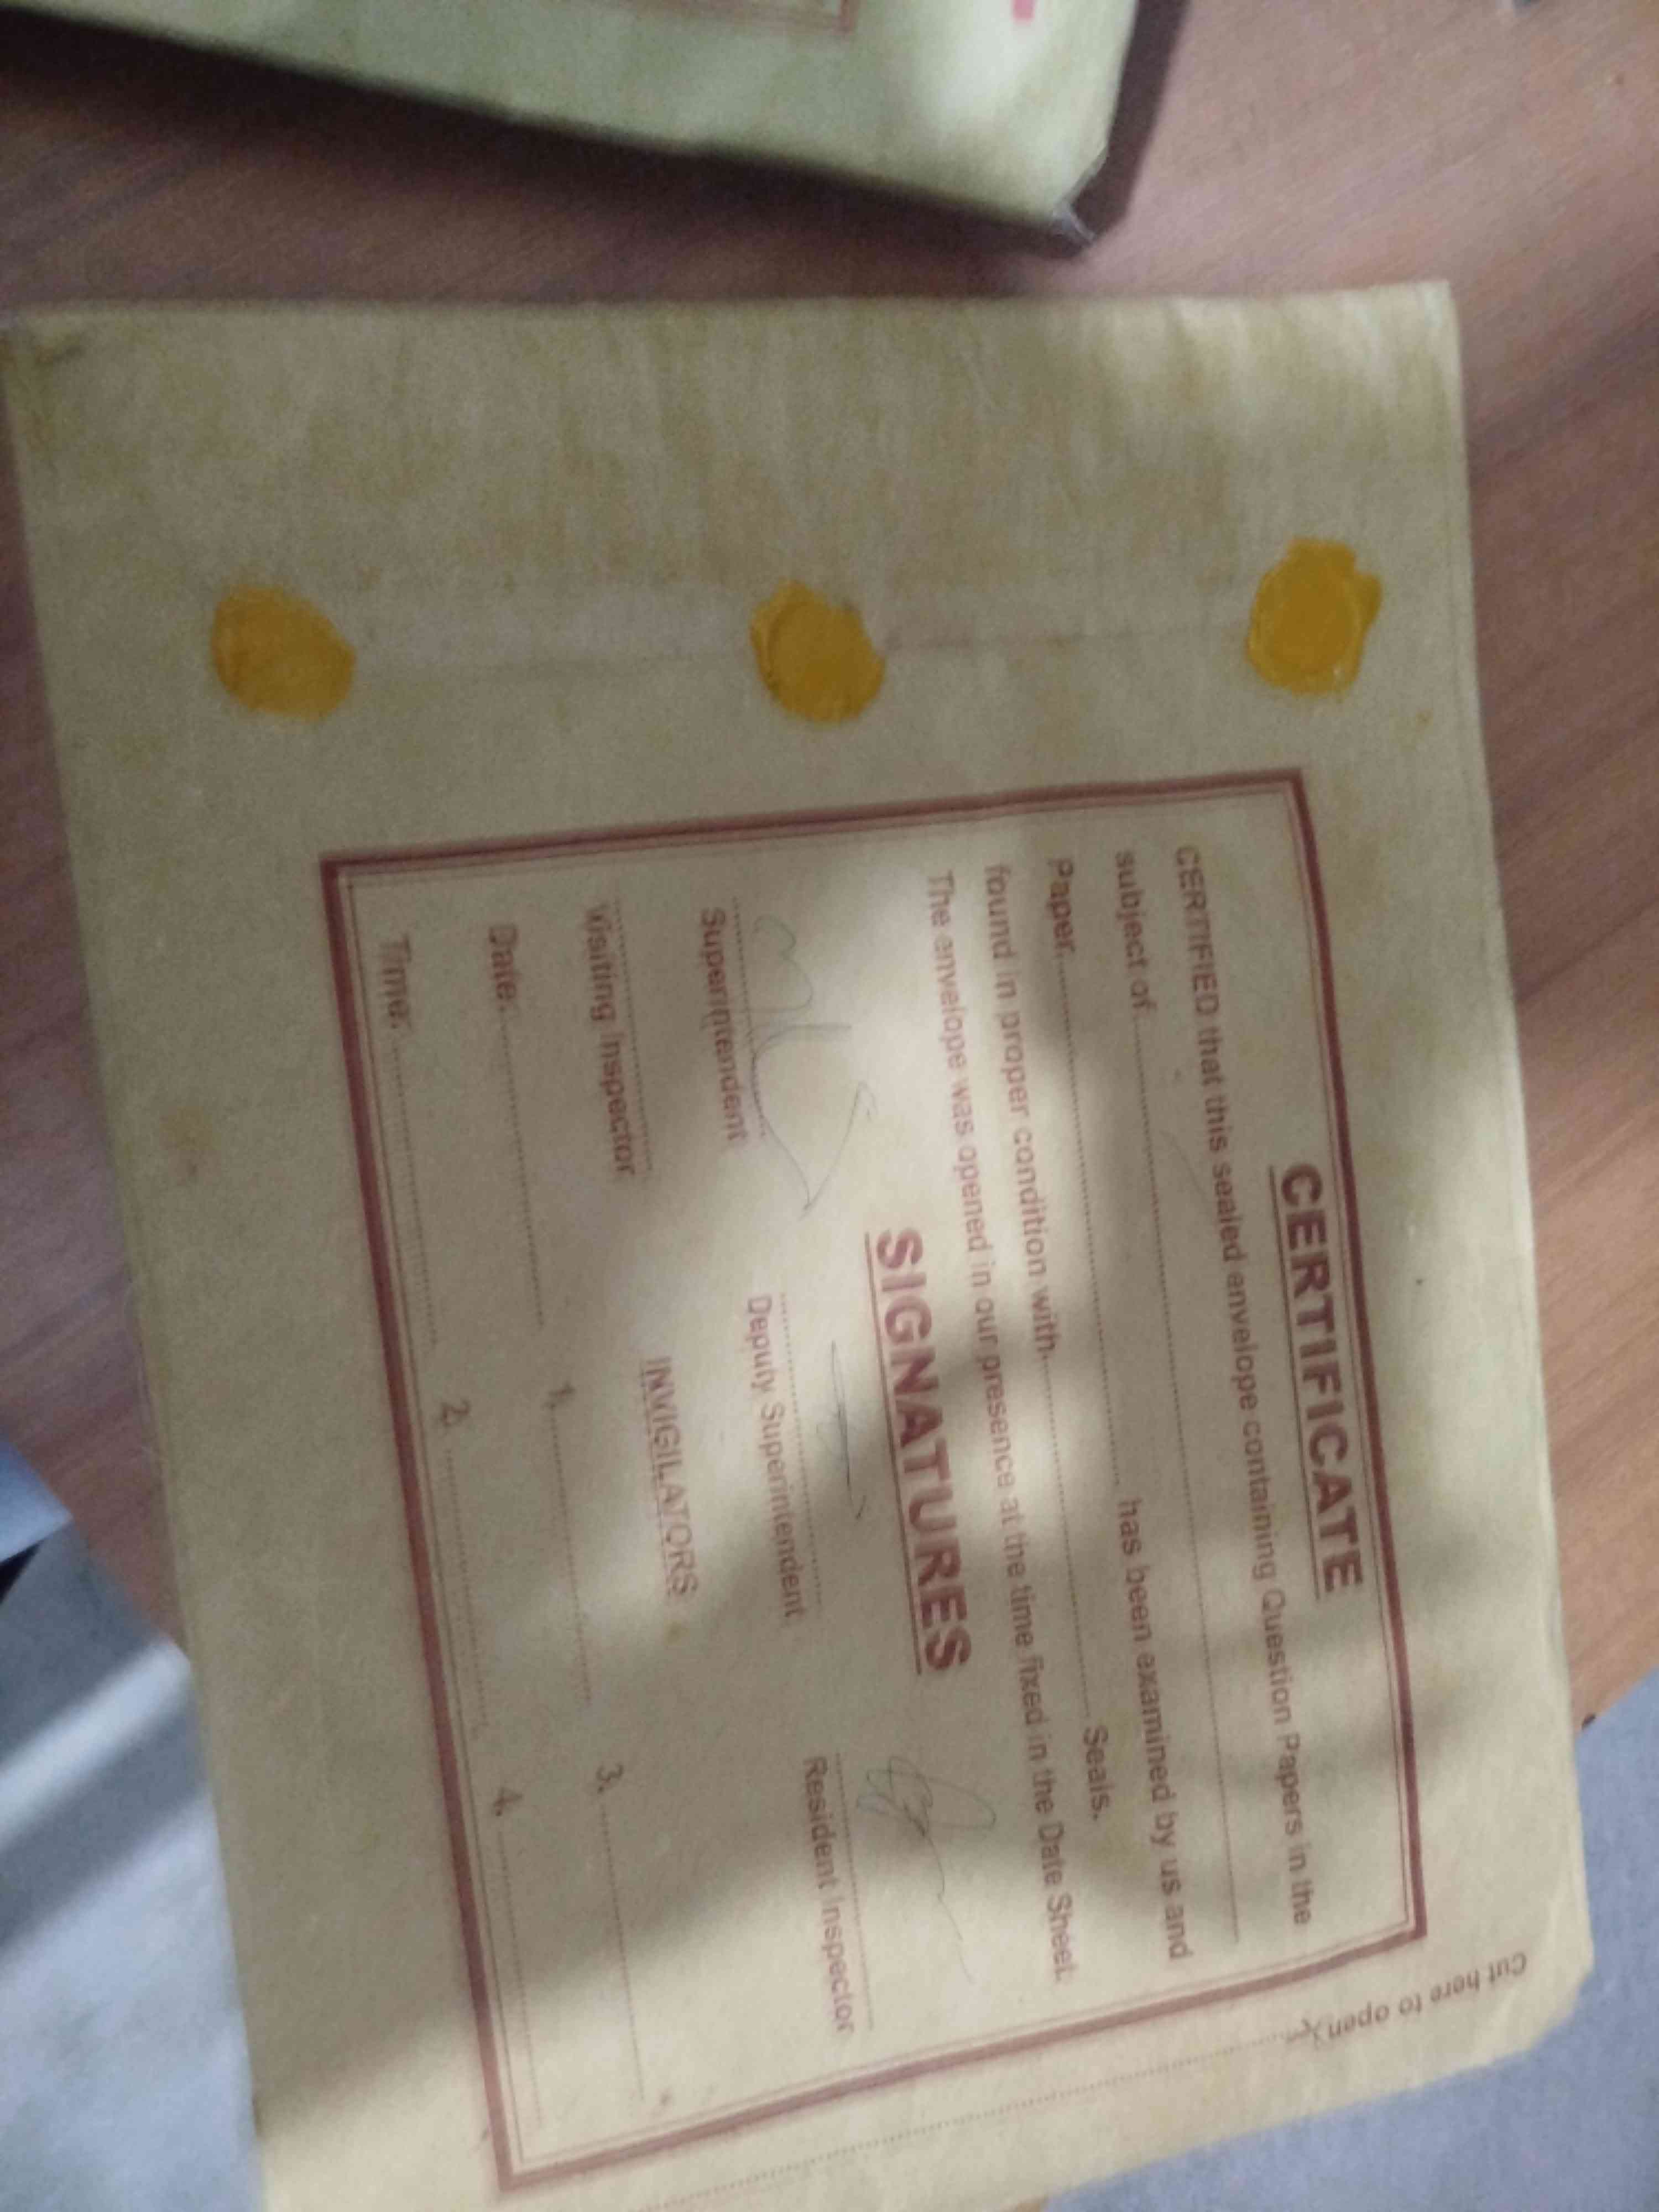 CERTIFICATE
CERTIFIED that this sealed envelope containing Question Papers in the
subject of
Paper has been examined by us and
found in proper condition with Seals.
The envelope was opened in our presence at the time fixed in the Date Sheet.
SIGNATURES
Superintendent Deputy Superintendent Resident Inspector
Visiting Inspector INVIGILATORS
Date: 1. 3.
Time: 2. 4.
Cut here to open